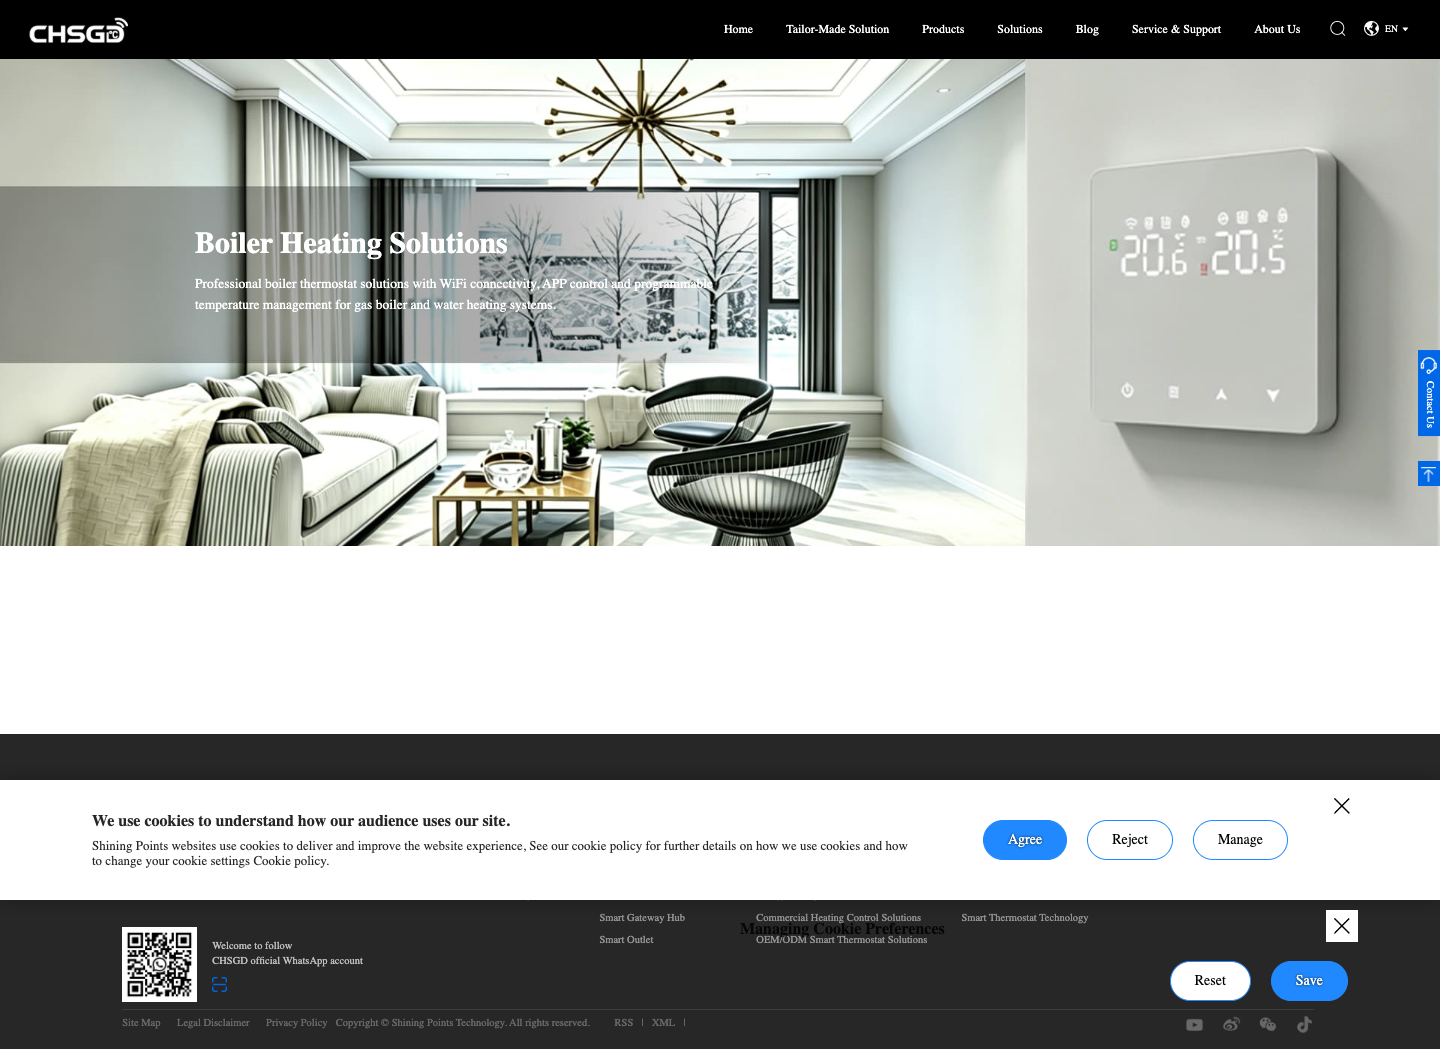 CHSGD
Home
Tailor-Made Solution
Products
Solutions
Blog
Service & Support
About Us
EN
Boiler Heating Solutions
Professional boiler thermostat solutions with WiFi connectivity, APP control and programmable
temperature management for gas boiler and water heating systems.
20.6
20.5
Contact Us
We use cookies to understand how our audience uses our site.
Shining Points websites use cookies to deliver and improve the website experience, See our cookie policy for further details on how we use cookies and how
to change your cookie settings Cookie policy.
Agree
Reject
Manage
Smart Gateway Hub
Commercial Heating Control Solutions
Smart Thermostat Technology
Managing Cookie Preferences
Smart Outlet
OEM/ODM Smart Thermostat Solutions
Welcome to follow
CHSGD official WhatsApp account
Reset
Save
Site Map
Legal Disclaimer
Privacy Policy
Copyright © Shining Points Technology. All rights reserved.
RSS
XML